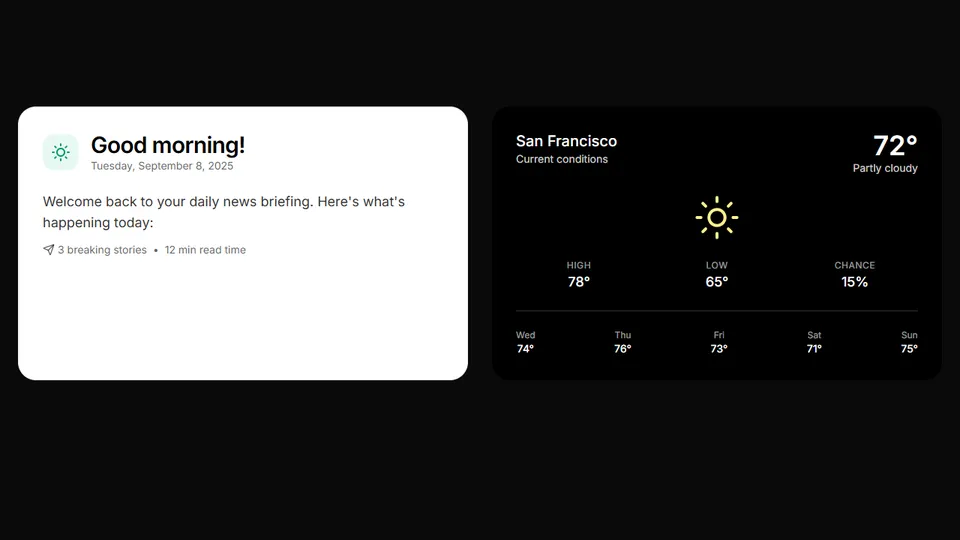 Good morning!
Tuesday, September 8, 2025
Welcome back to your daily news briefing. Here's what's
happening today:
3 breaking stories • 12 min read time
San Francisco
Current conditions
72°
Partly cloudy
HIGH LOW CHANCE
78° 65° 15%
Wed Thu Fri Sat Sun
74° 76° 73° 71° 75°